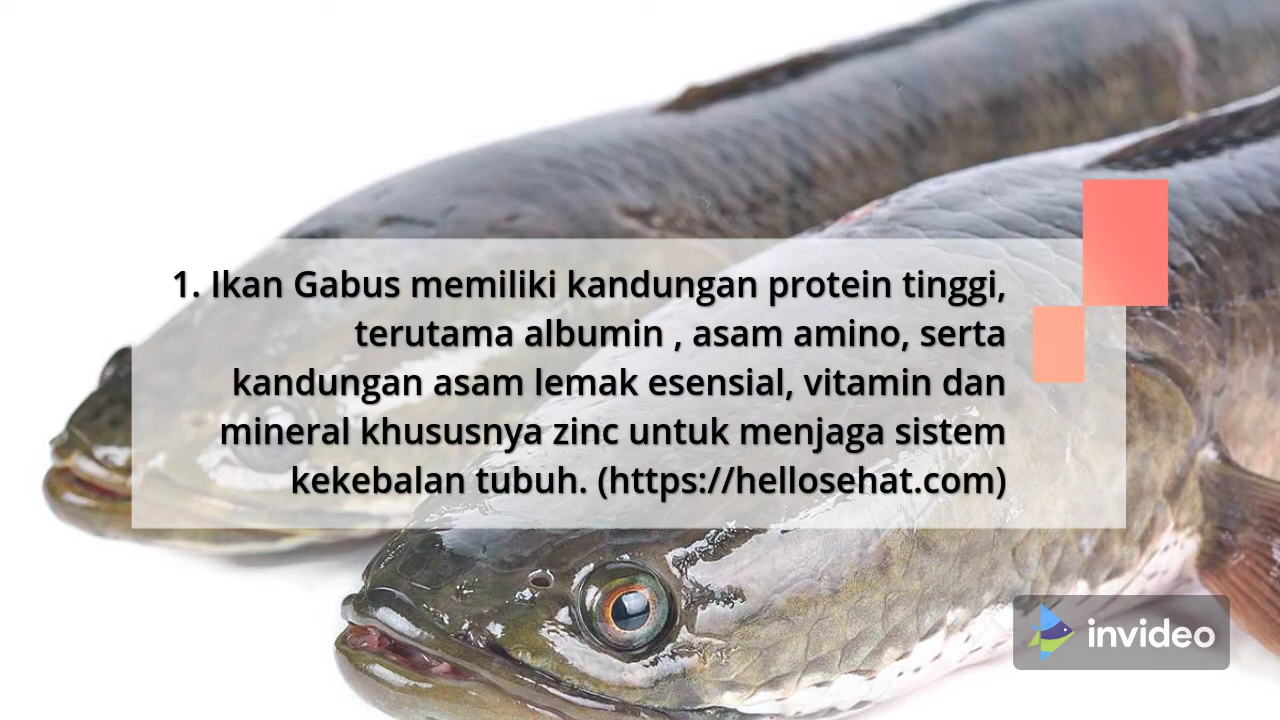 1. Ikan Gabus memiliki kandungan protein tinggi,
terutama albumin , asam amino, serta
kandungan asam lemak esensial, vitamin dan
mineral khususnya zinc untuk menjaga sistem
kekebalan tubuh. (https://hellosehat.com)
invideo